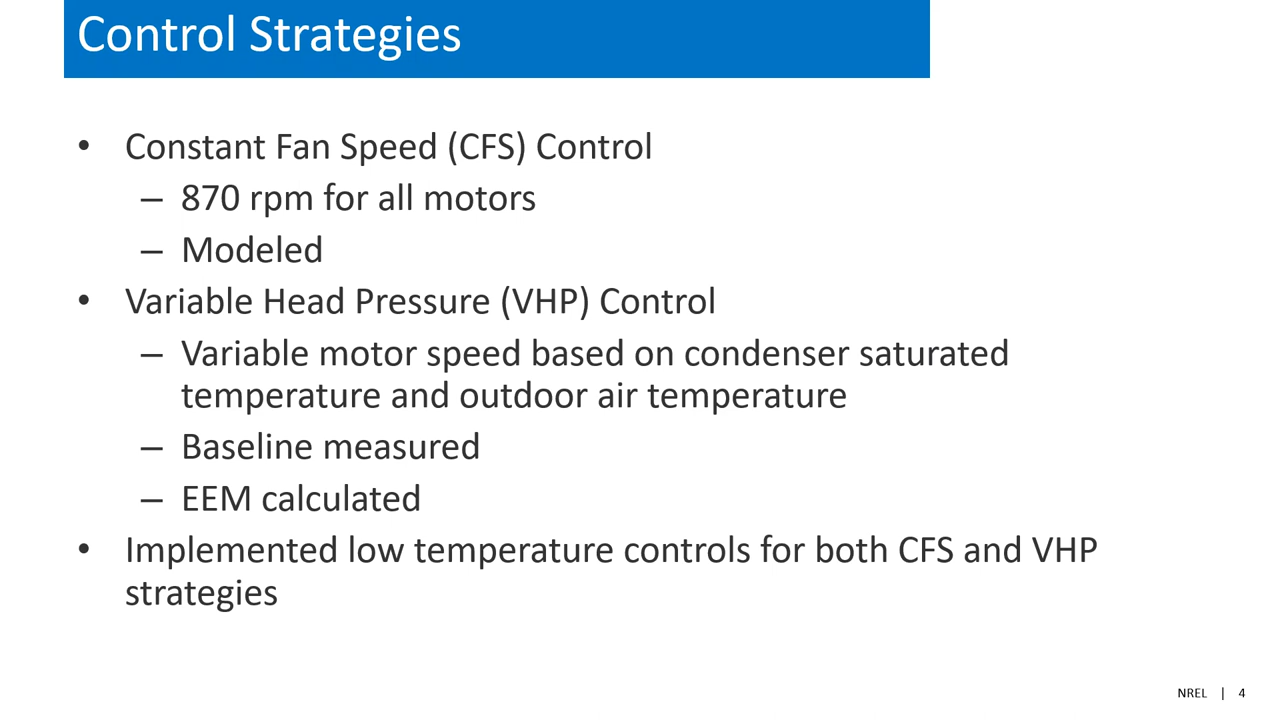 Control Strategies
• Constant Fan Speed (CFS) Control
– 870 rpm for all motors
– Modeled
• Variable Head Pressure (VHP) Control
– Variable motor speed based on condenser saturated
temperature and outdoor air temperature
– Baseline measured
– EEM calculated
• Implemented low temperature controls for both CFS and VHP
strategies
NREL | 4